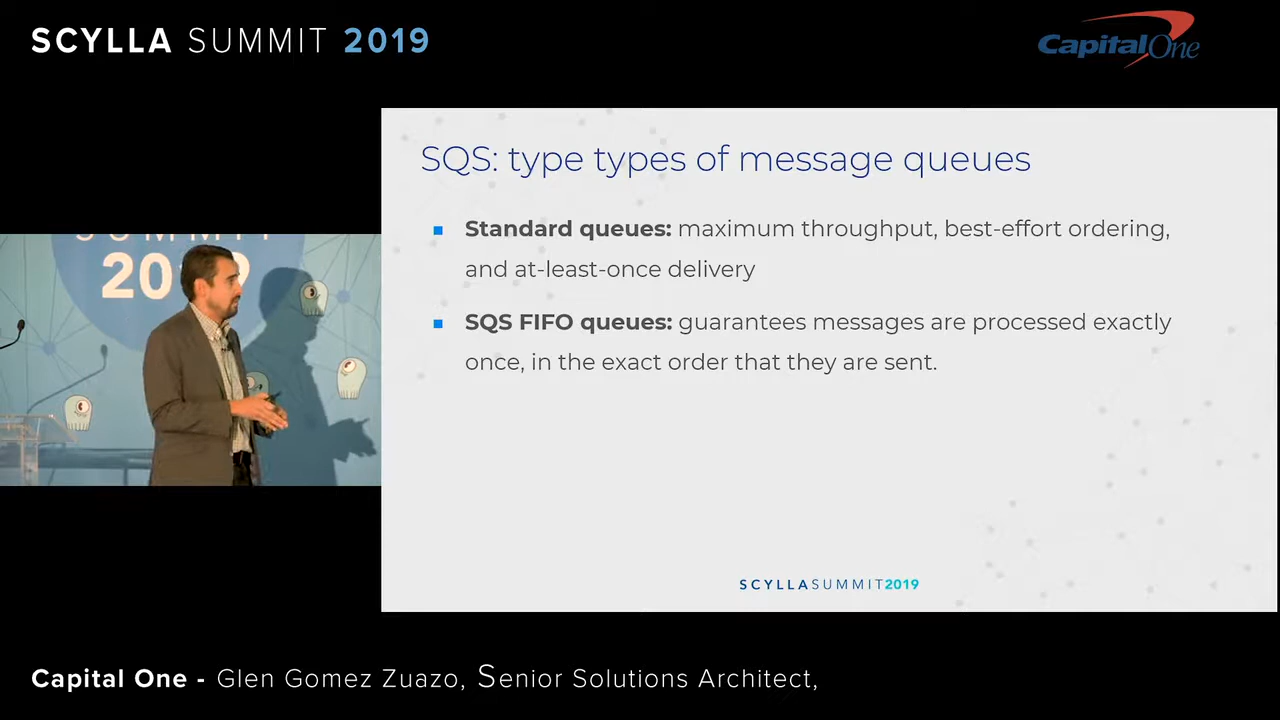 SCYLLA SUMMIT 2019
CapitalOne
SUMMIT
SQS: type types of message queues
Standard queues: maximum throughput, best-effort ordering,
and at-least-once delivery
SQS FIFO queues: guarantees messages are processed exactly
once, in the exact order that they are sent.
SCYLLASUMMIT2019
Capital One - Glen Gomez Zuazo, Senior Solutions Architect,